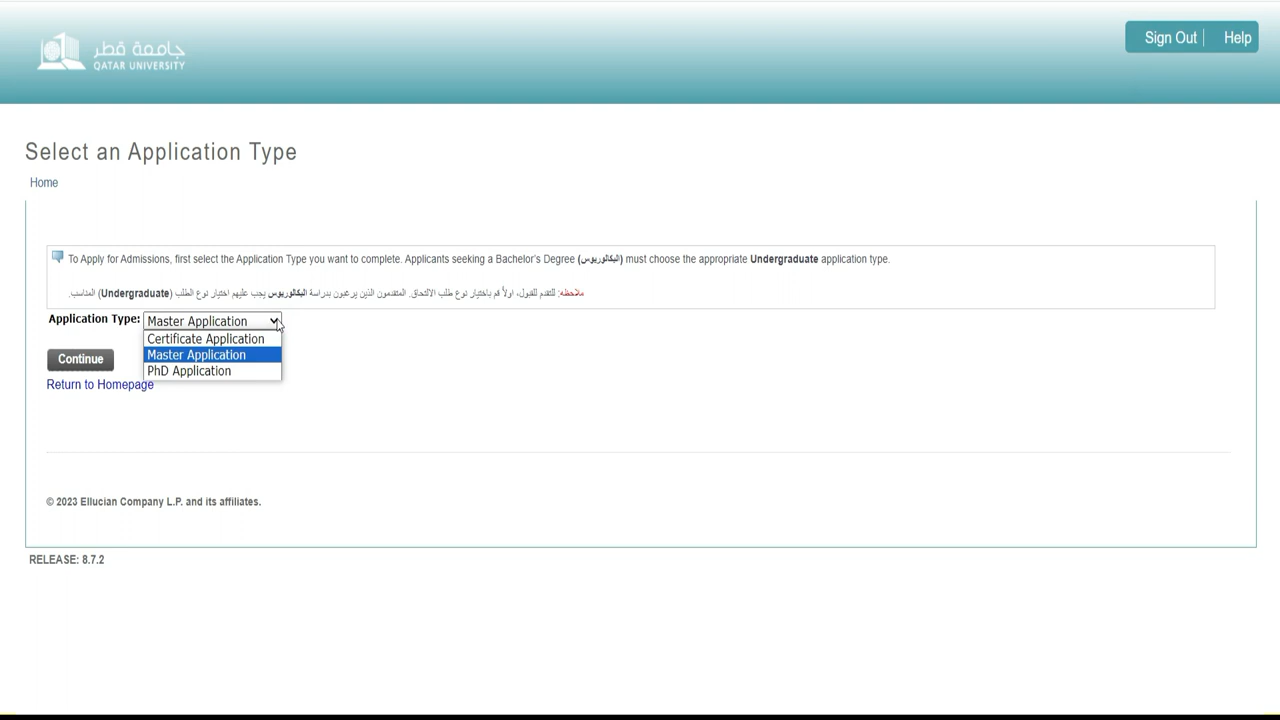 جامعة قطر
QATAR UNIVERSITY
Sign Out
Help
Select an Application Type
Home
To Apply for Admissions, first select the Application Type you want to complete. Applicants seeking a Bachelor's Degree (البكالوريوس) must choose the appropriate Undergraduate application type.
ملاحظه: للتقدم للقبول، اولاً قم باختيار نوع طلب الالتحاق. المتقدمون الذين يرغبون بدراسة البكالوريوس يجب عليهم اختيار نوع الطلب (Undergraduate) المناسب.
Application Type: Master Application
Certificate Application
Master Application
PhD Application
Continue
Return to Homepage
© 2023 Ellucian Company L.P. and its affiliates.
RELEASE: 8.7.2